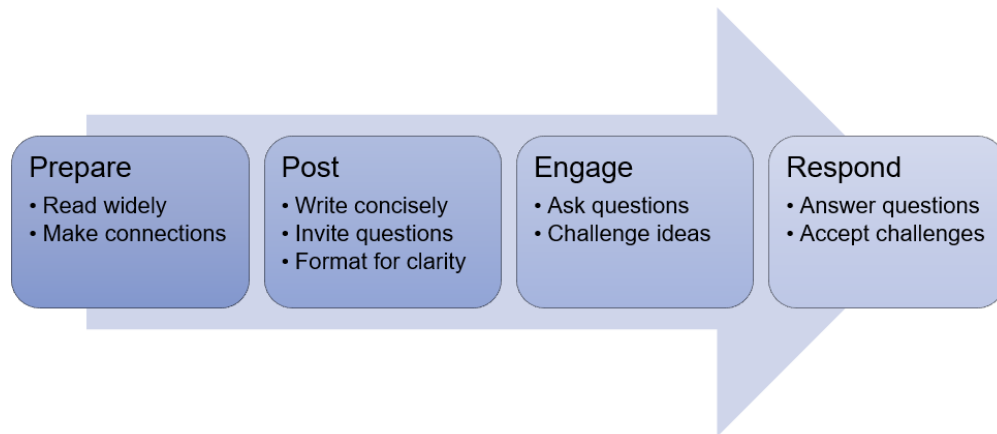 Prepare
• Read widely
• Make connections
Post
• Write concisely
• Invite questions
• Format for clarity
Engage
• Ask questions
• Challenge ideas
Respond
• Answer questions
• Accept challenges